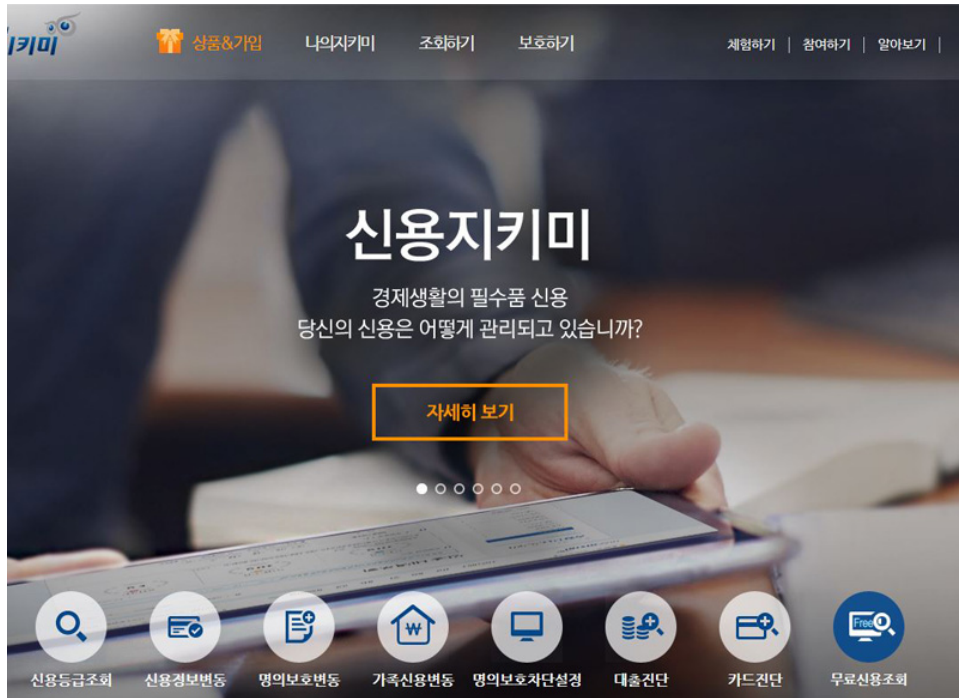 지키미
상품&가입
나의지키미
조회하기
보호하기
체험하기
참여하기
알아보기
신용지키미
경제생활의 필수품 신용
당신의 신용은 어떻게 관리되고 있습니까?
자세히 보기
신용등급조회
신용정보변동
명의보호변동
가족신용변동
명의보호차단설정
대출진단
카드진단
Free
무료신용조회